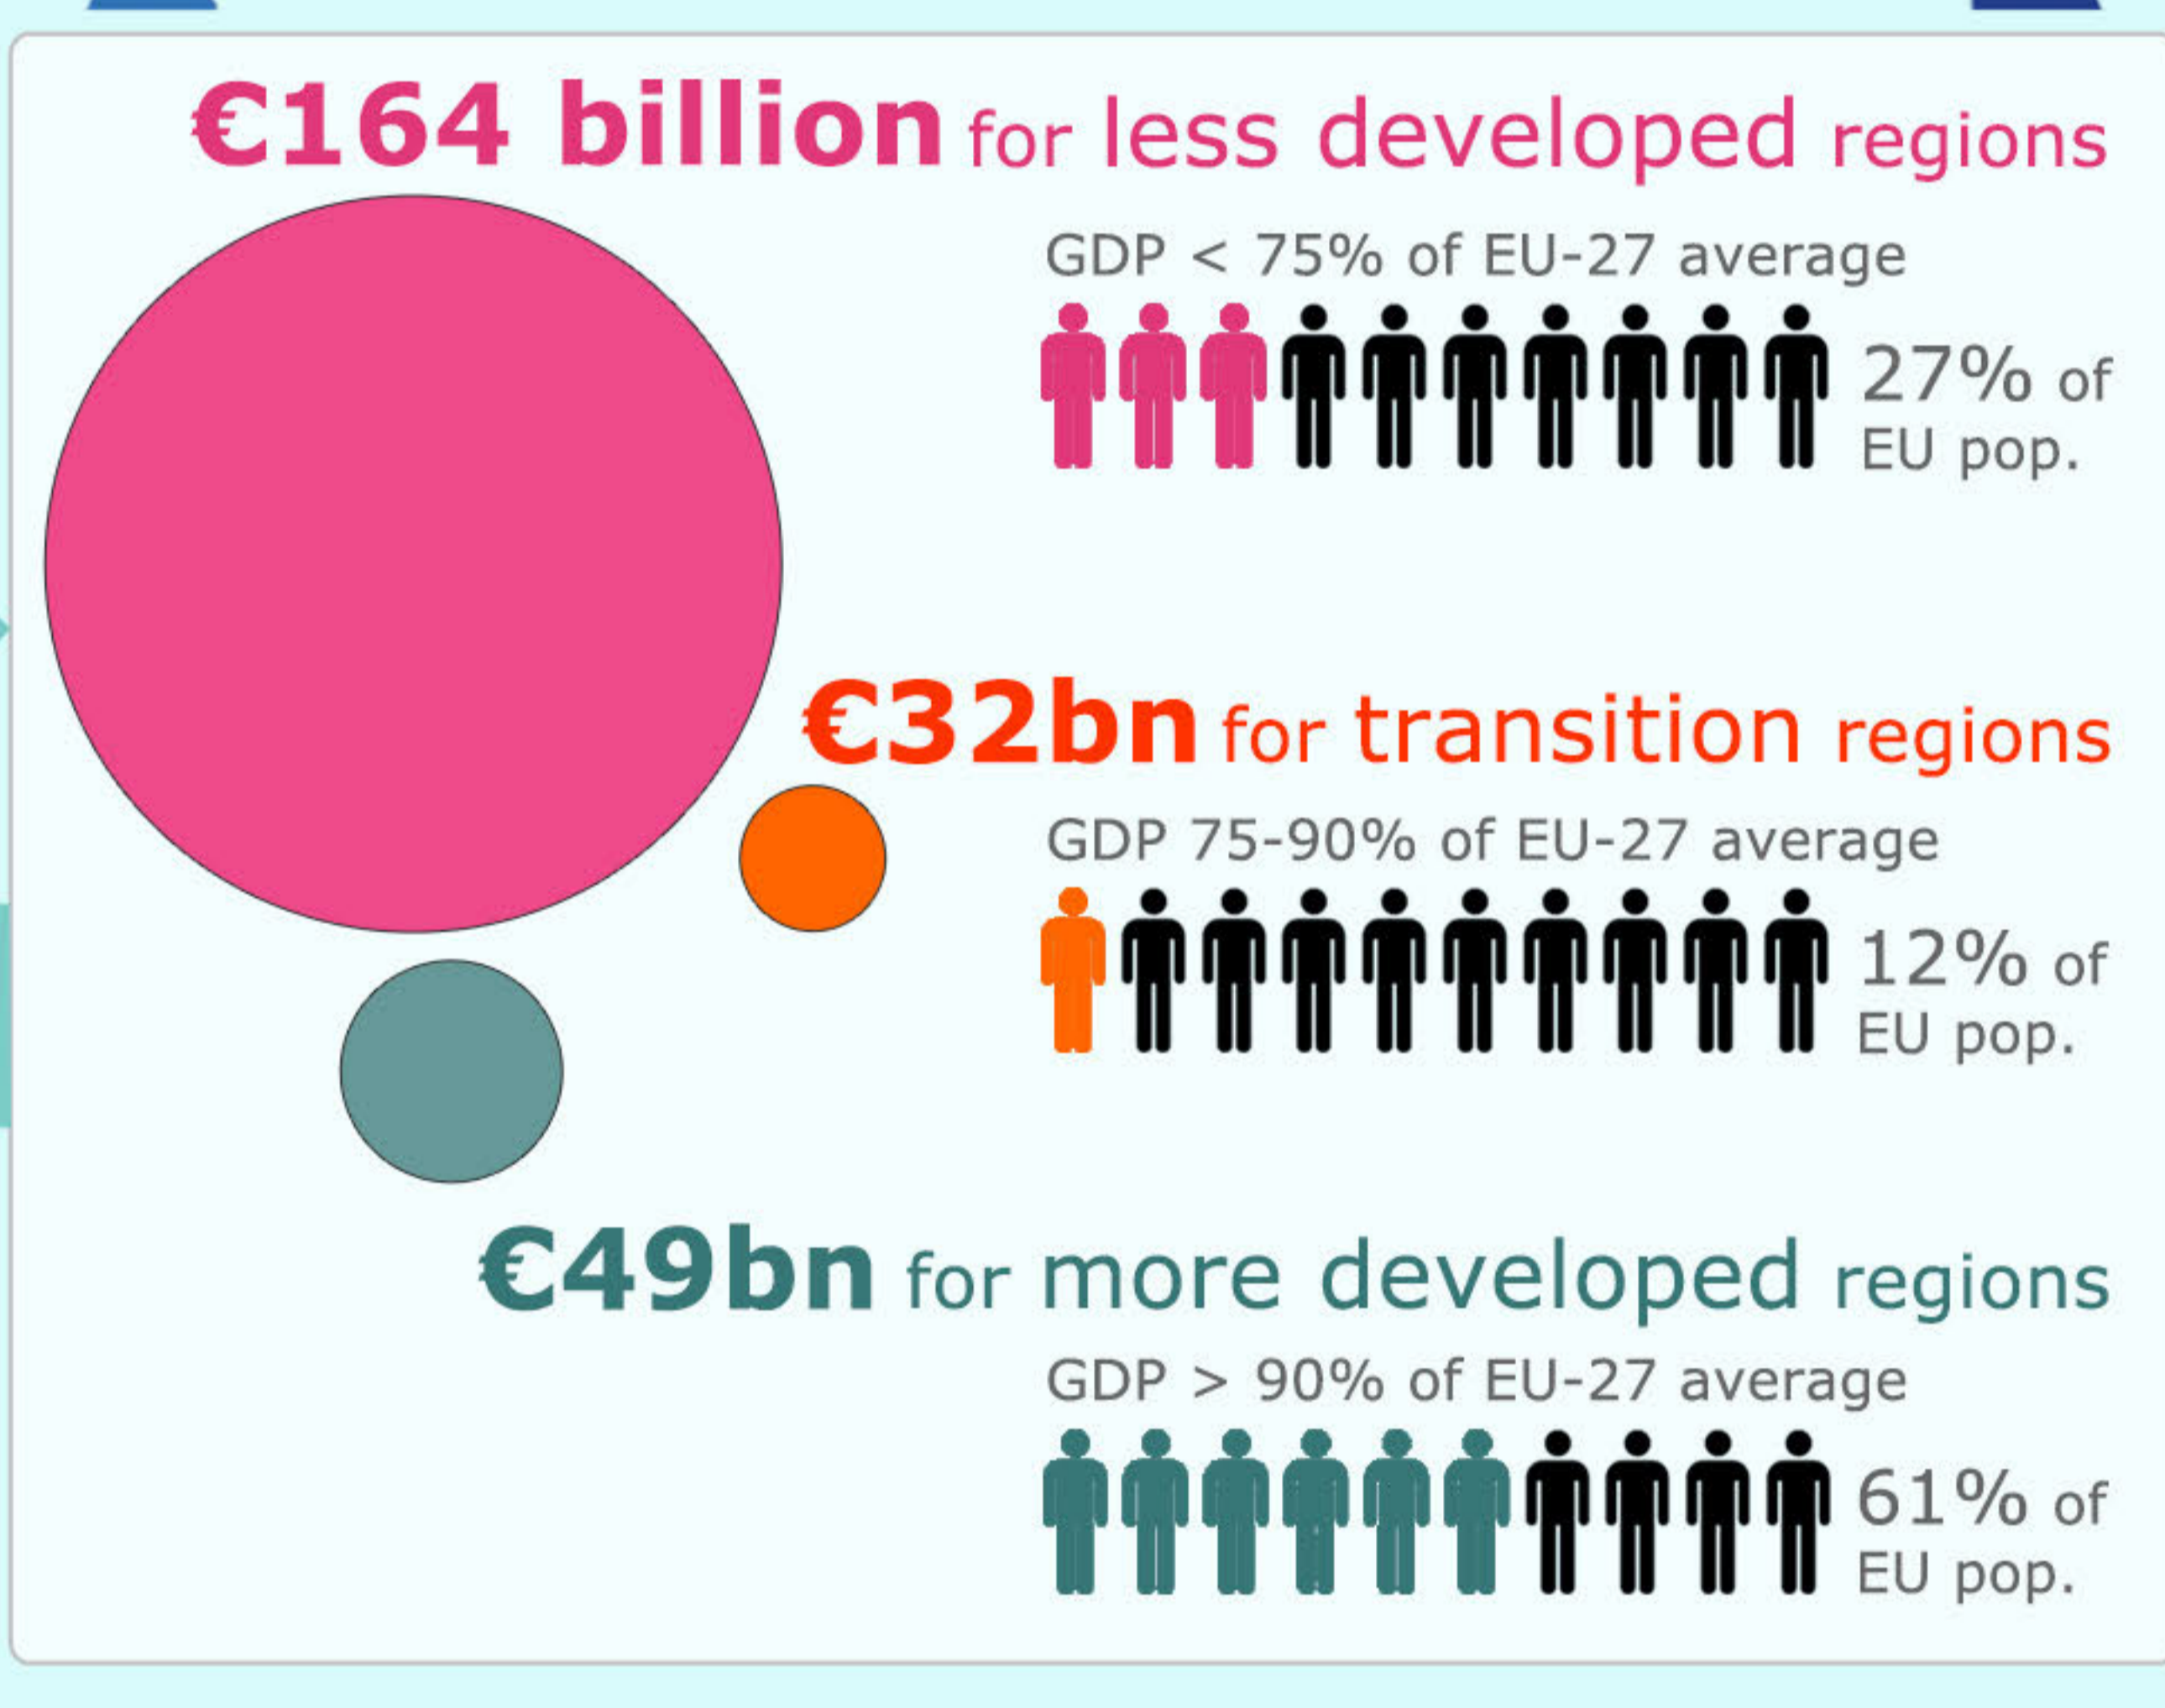 €164 billion for less developed regions
GDP < 75% of EU-27 average
27% of
EU pop.
€32bn for transition regions
GDP 75-90% of EU-27 average
12% of
EU pop.
€49bn for more developed regions
GDP > 90% of EU-27 average
61% of
EU pop.